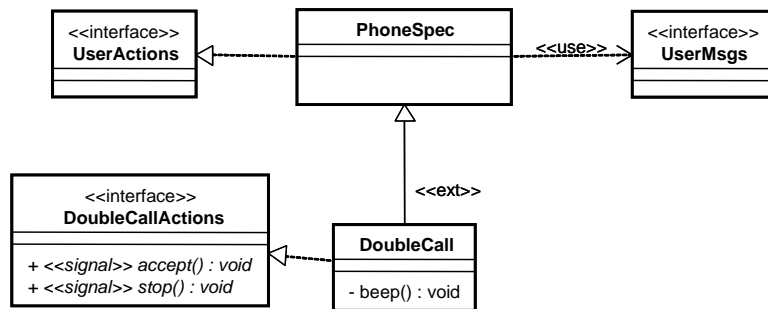 <<interface>>
UserActions
PhoneSpec
<<use>>
<<interface>>
UserMsgs
<<ext>>
<<interface>>
DoubleCallActions
+ <<signal>> accept() : void
+ <<signal>> stop() : void
DoubleCall
- beep() : void